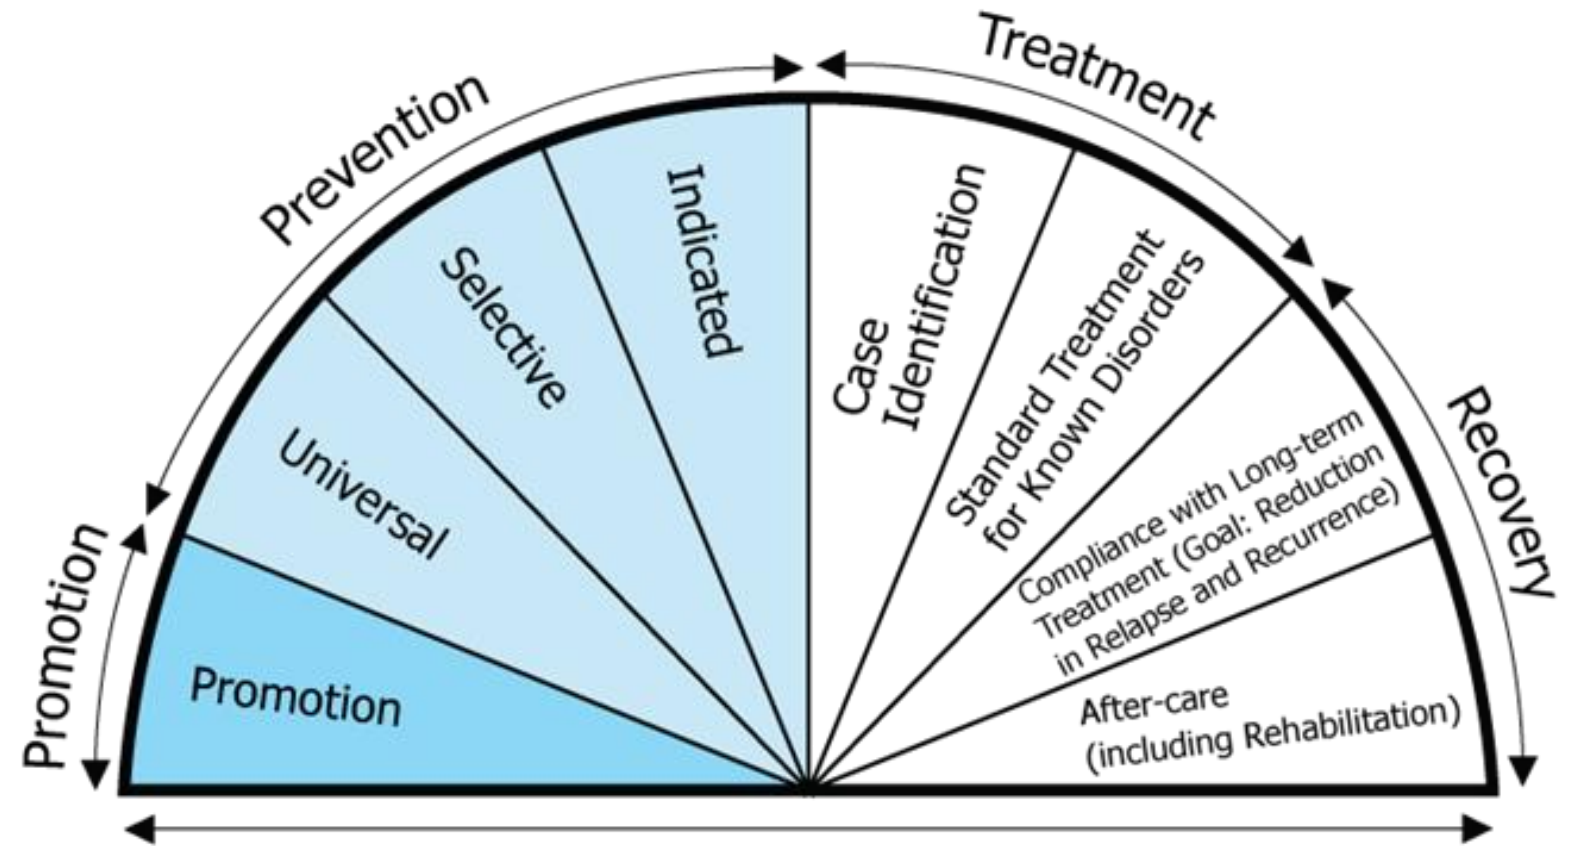 Promotion
Prevention
Treatment
Recovery
Promotion
Universal
Selective
Indicated
Case
Identification
Standard Treatment
for Known Disorders
Compliance with Long-term
Treatment (Goal: Reduction
in Relapse and Recurrence)
After-care
(including Rehabilitation)